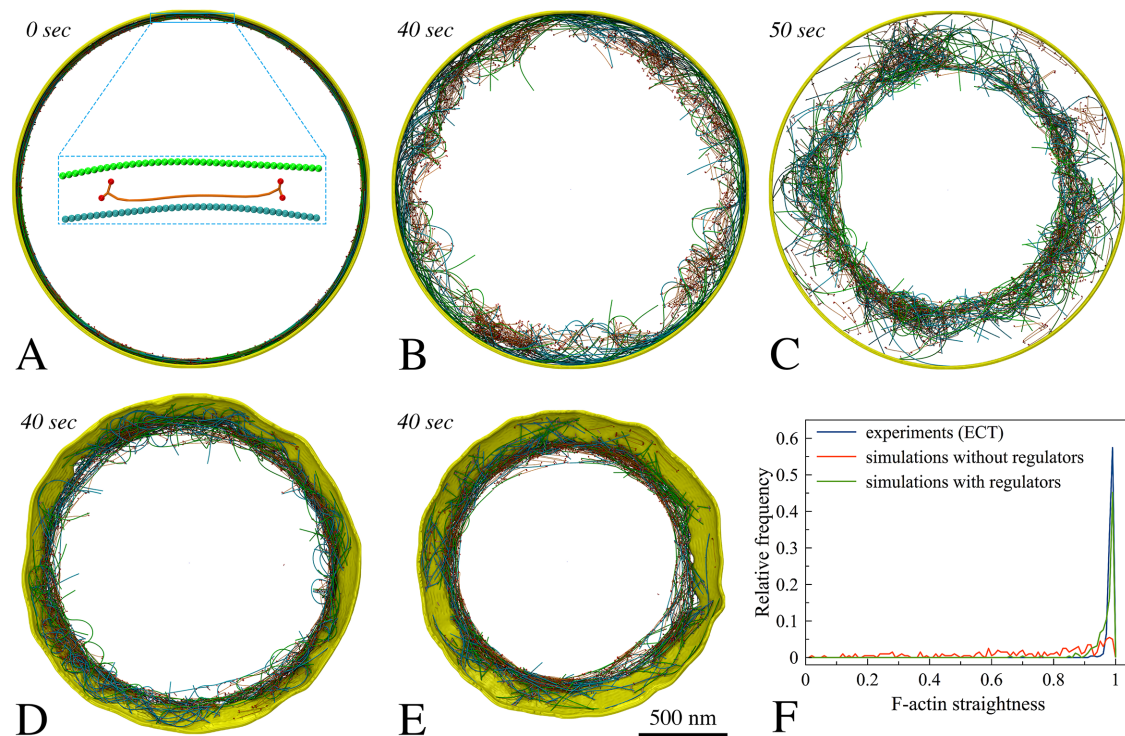 0 sec
A
40 sec
B
50 sec
C
40 sec
D
40 sec
E
500 nm
experiments (ECT)
simulations without regulators
simulations with regulators
Relative frequency
0.6
0.5
0.4
0.3
0.2
0.1
0
0 0.2 0.4 0.6 0.8 1
F-actin straightness
F